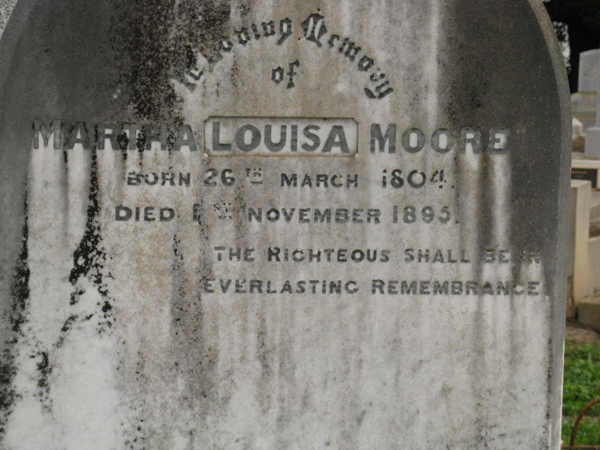 In Loving Memory
of
MARTHA LOUISA MOORE
BORN 26TH MARCH 1804.
DIED NOVEMBER 1895.
THE RIGHTEOUS SHALL BE IN
EVERLASTING REMEMBRANCE